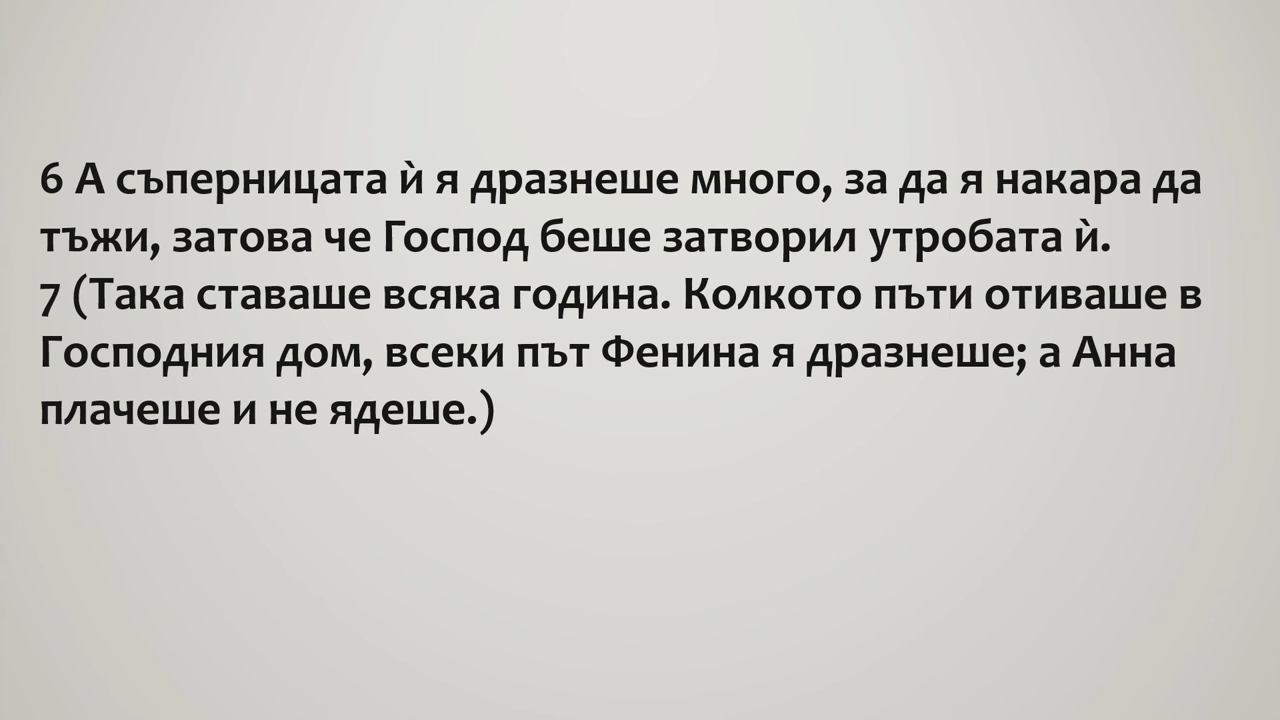 6 А съперницата ѝ я дразнеше много, за да я накара да
тъжи, затова че Господ беше затворил утробата ѝ.
7 (Така ставаше всяка година. Колкото пъти отиваше в
Господния дом, всеки път Фенина я дразнеше; а Анна
плачеше и не ядеше.)